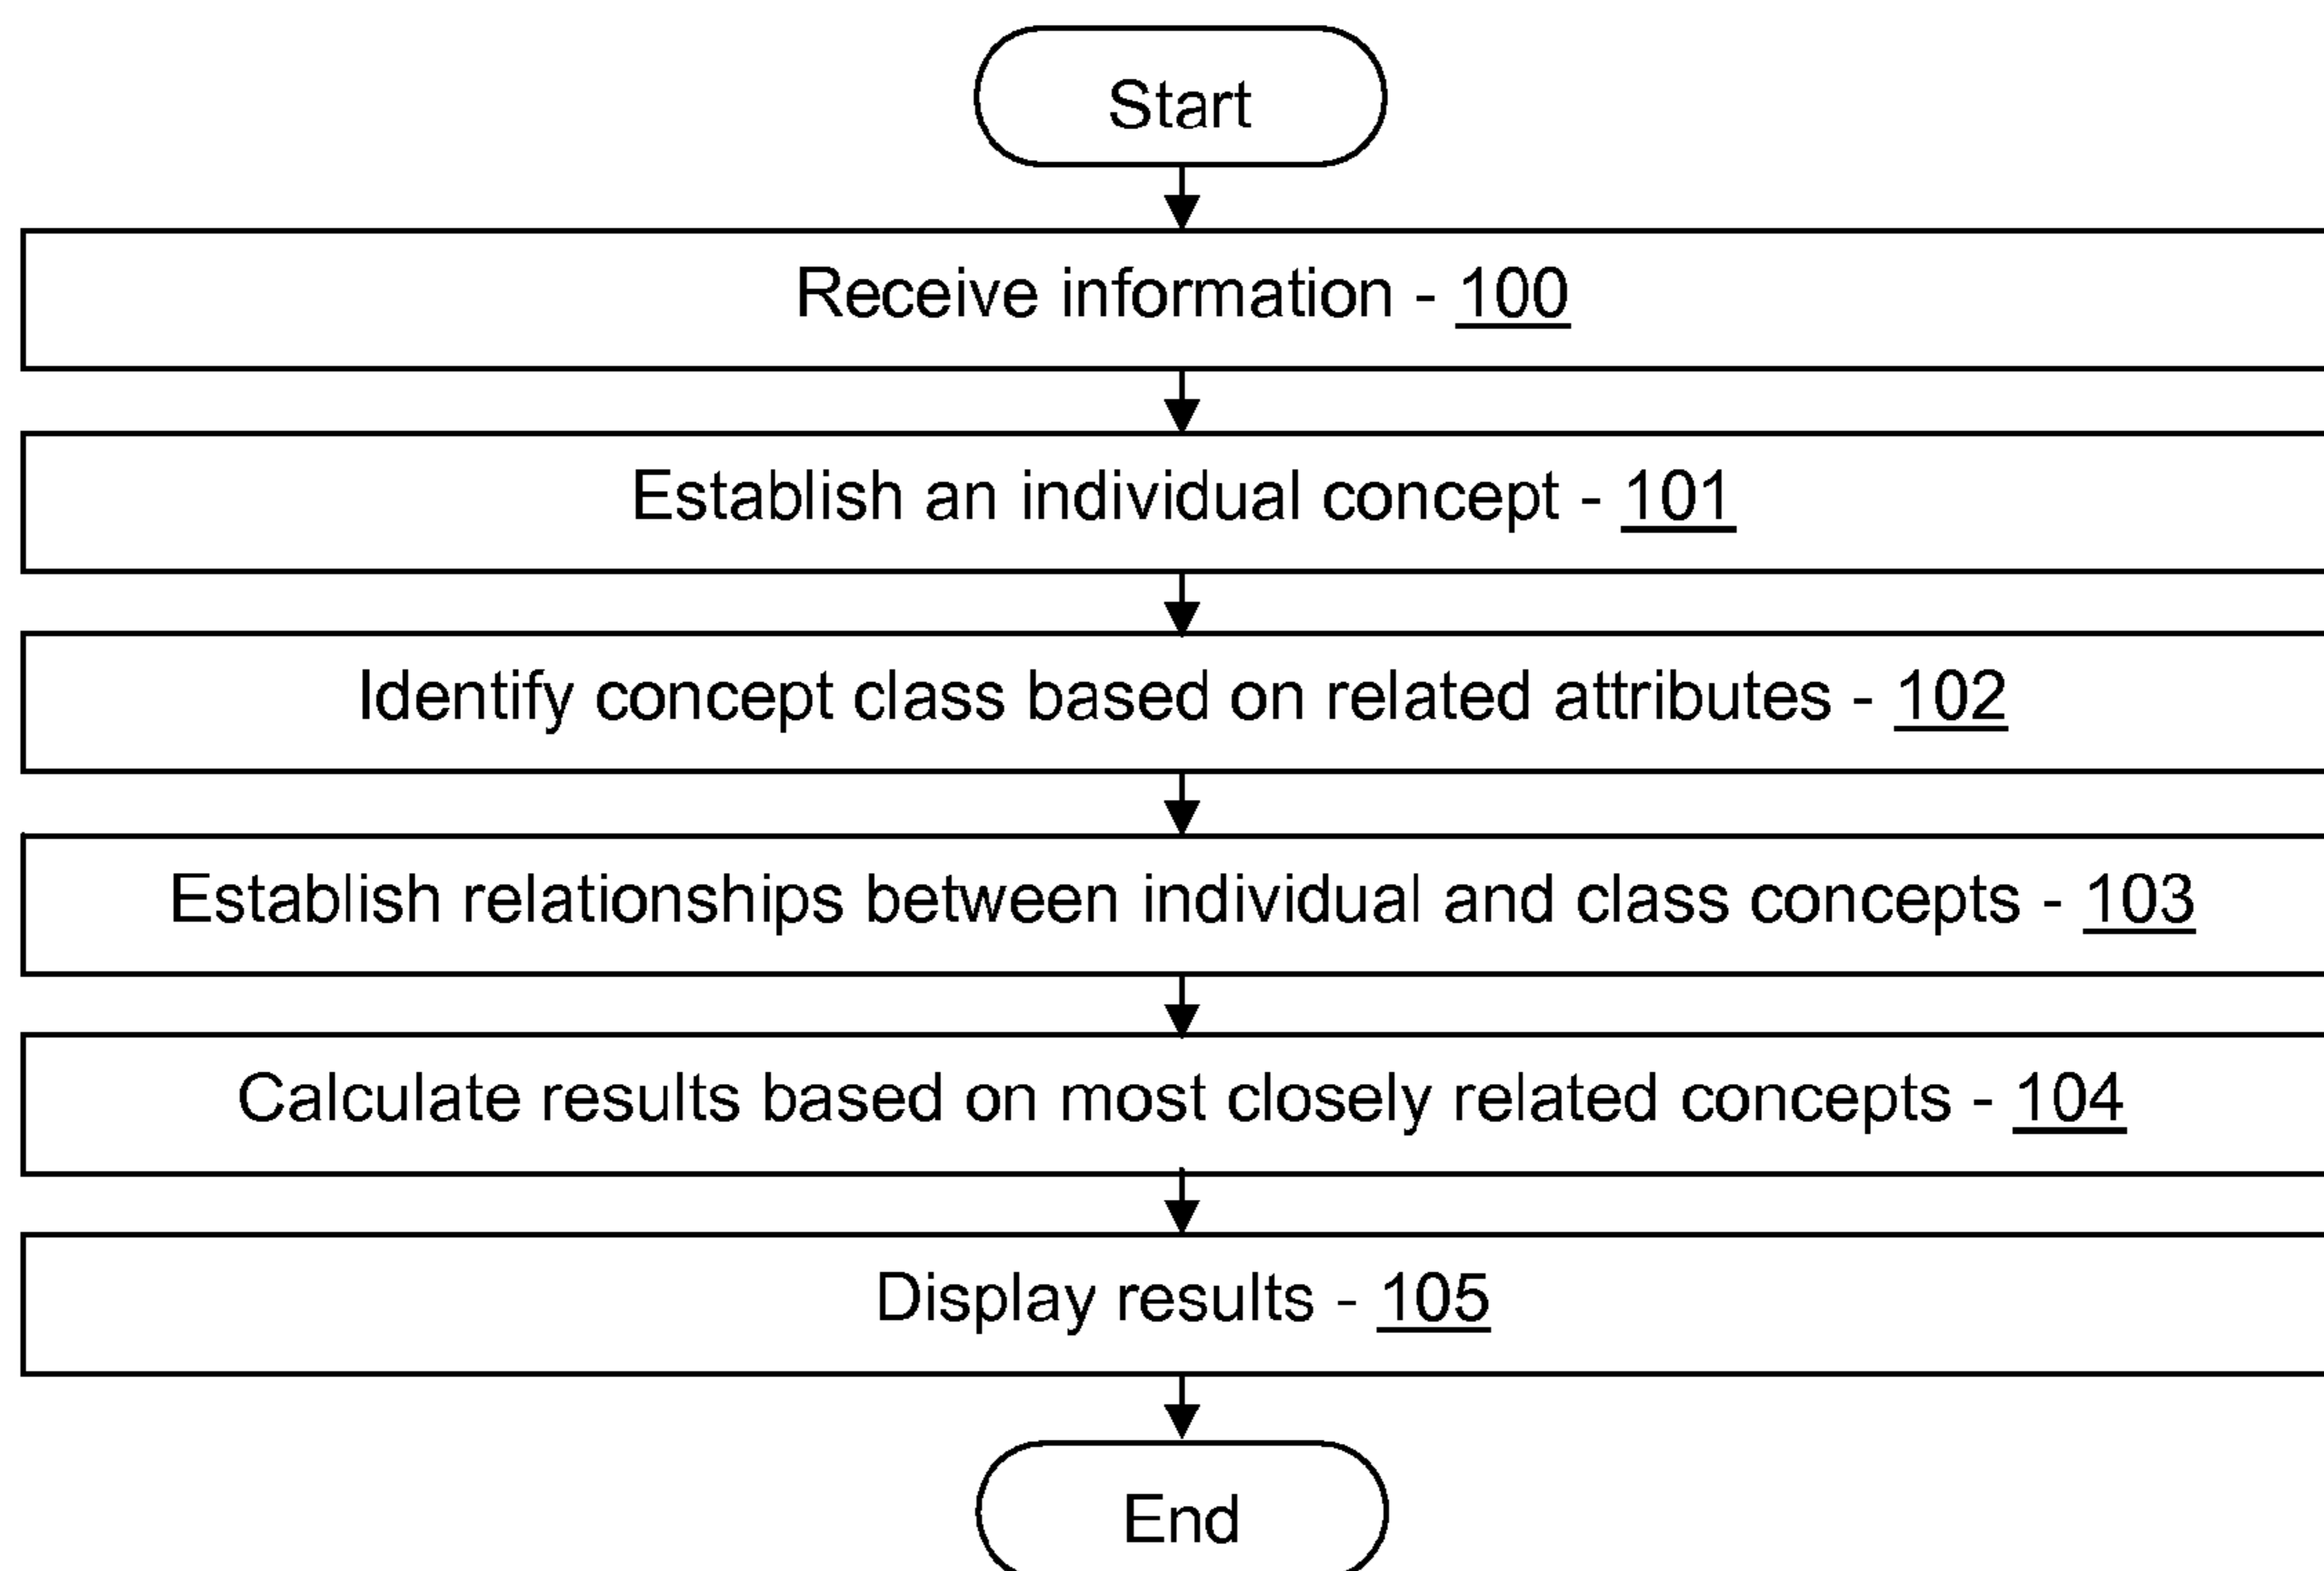 Start
Receive information - 100
Establish an individual concept - 101
Identify concept class based on related attributes - 102
Establish relationships between individual and class concepts - 103
Calculate results based on most closely related concepts - 104
Display results - 105
End